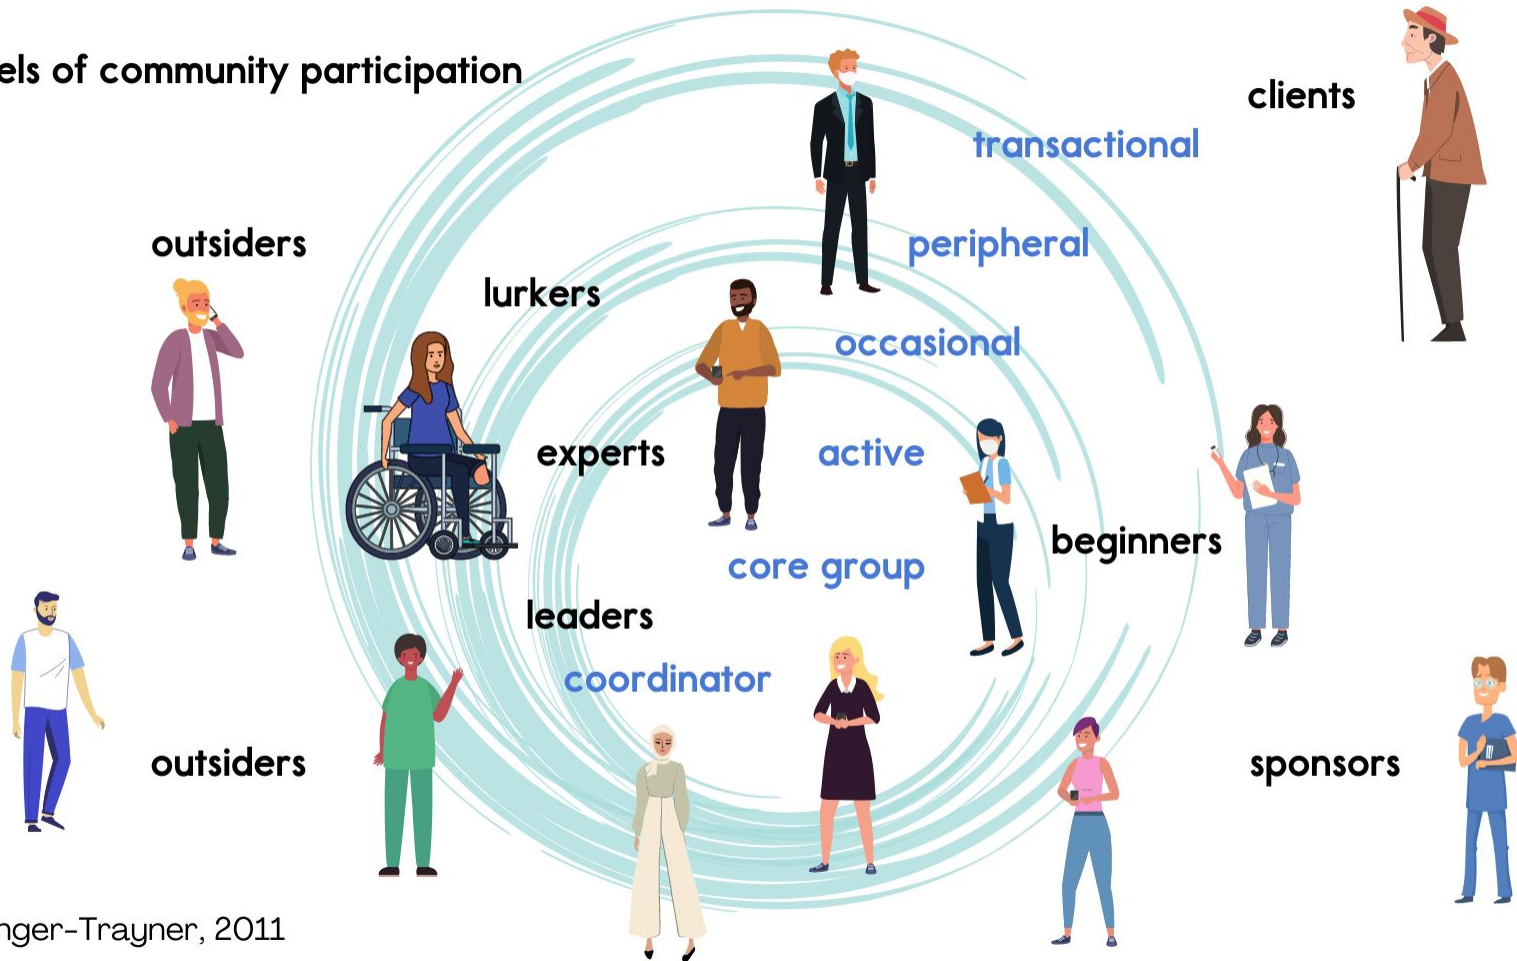 els of community participation
clients
transactional
outsiders
peripheral
lurkers
occasional
experts
active
beginners
core group
leaders
coordinator
outsiders
sponsors
nger-Trayner, 2011